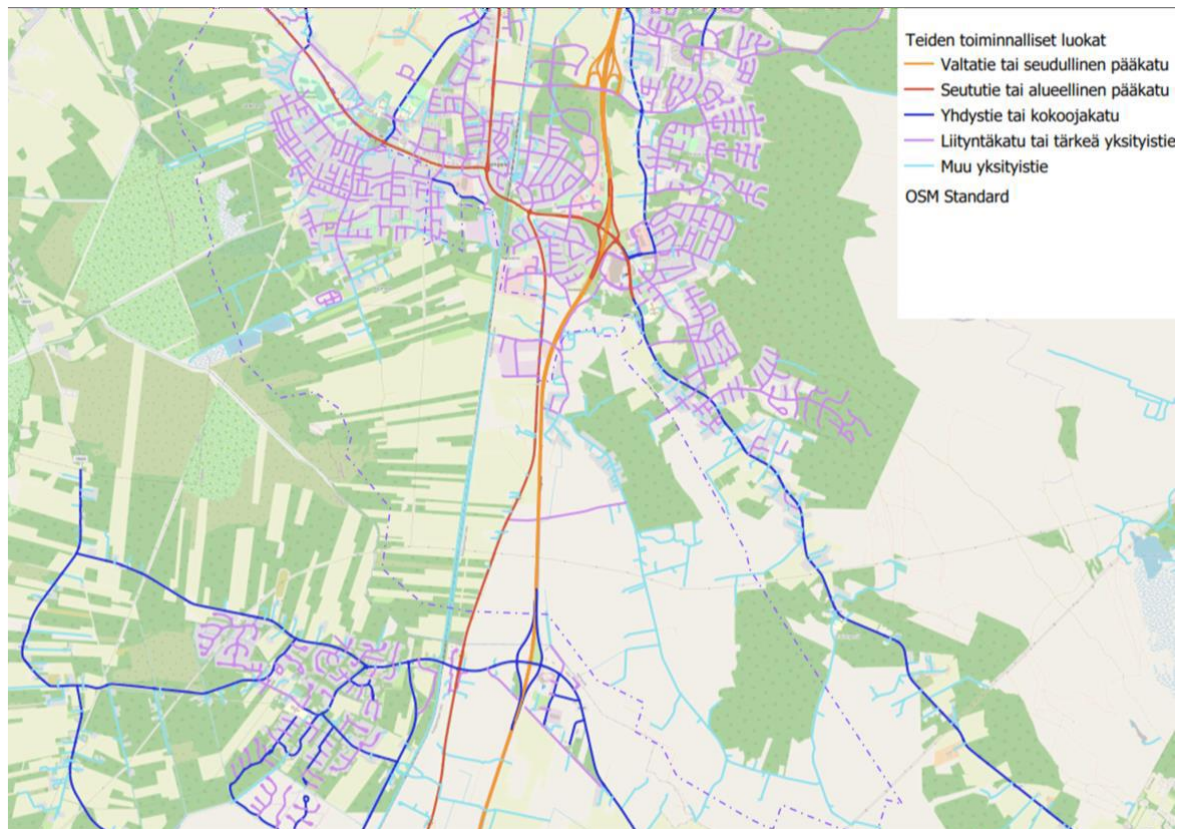 Teiden toiminnalliset luokat
Valtatie tai seudullinen pääkatu
Seututie tai alueellinen pääkatu
Yhdystie tai kokoojakatu
Liityntäkatu tai tärkeä yksityistie
Muu yksityistie
OSM Standard